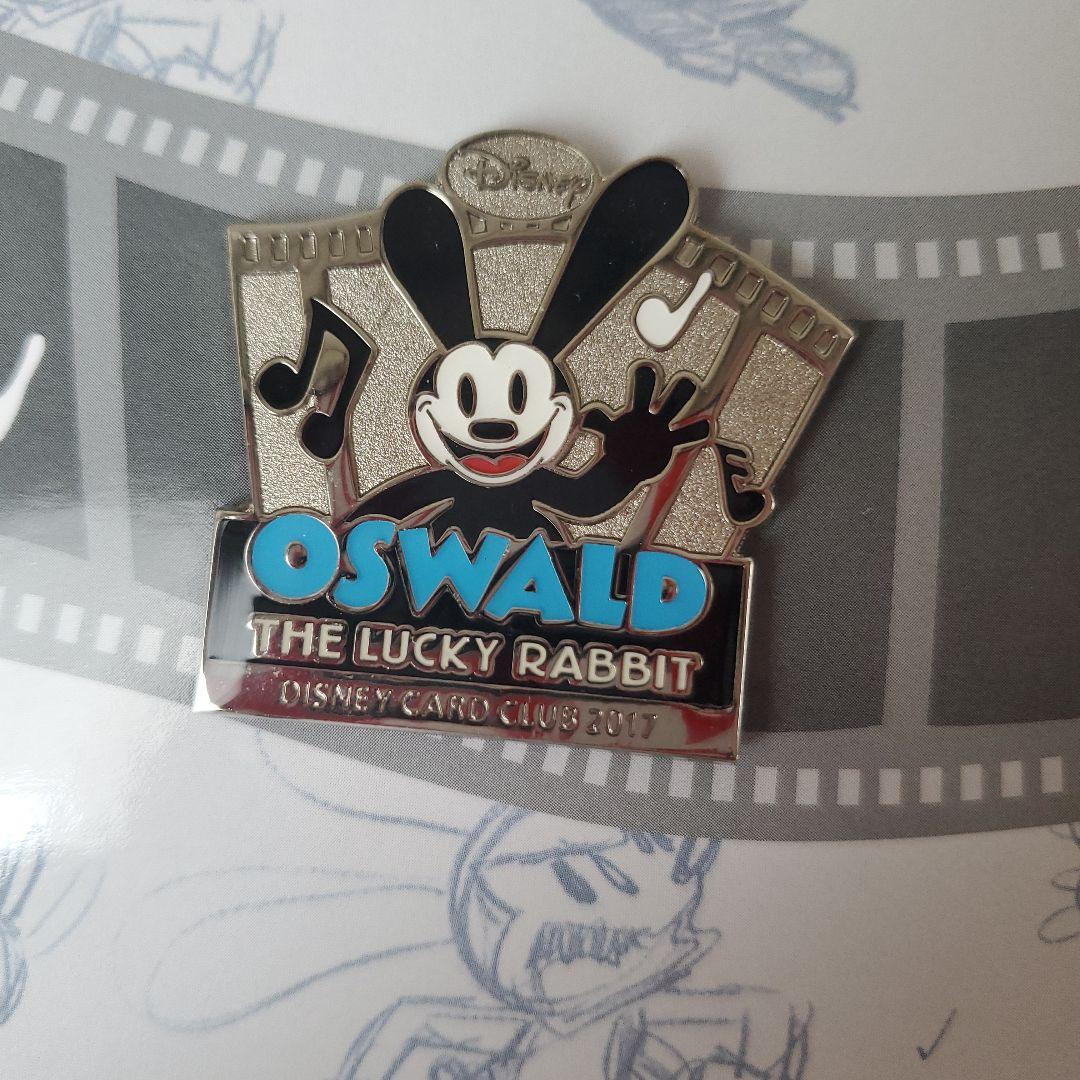 Disney
OSWALD
THE LUCKY RABBIT
DISNEY CARD CLUB 2017